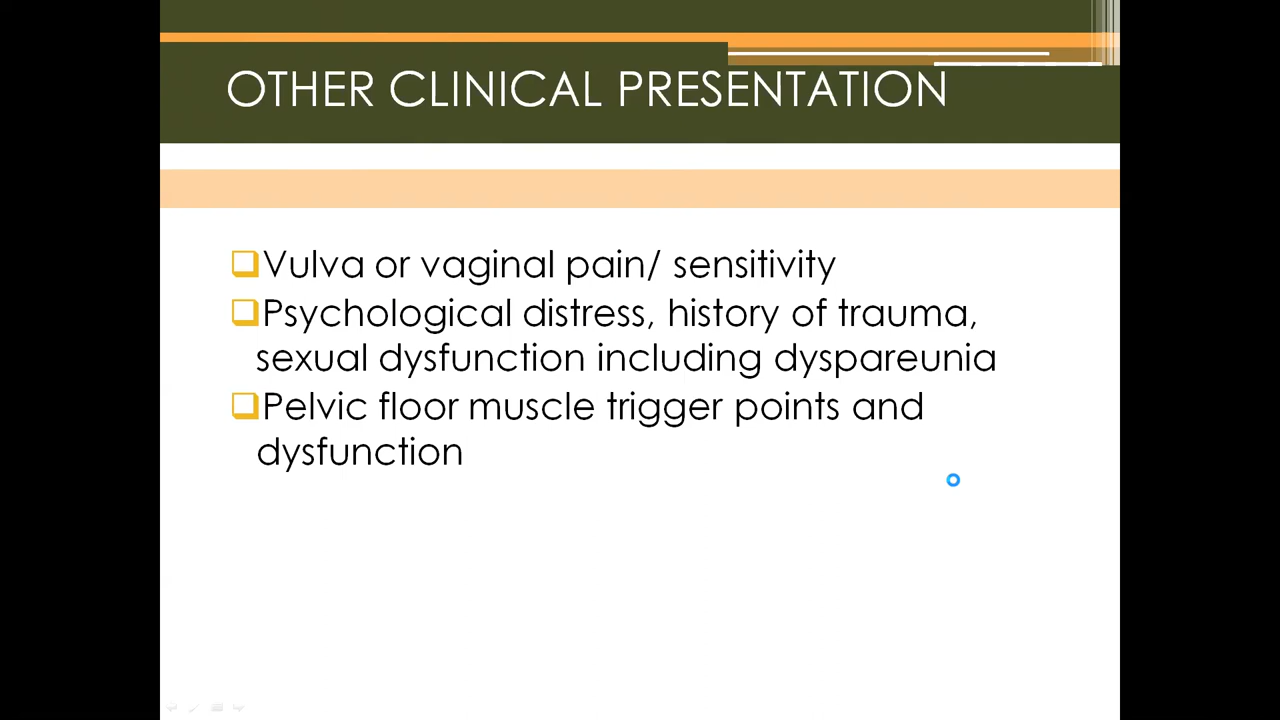 OTHER CLINICAL PRESENTATION
Vulva or vaginal pain/ sensitivity
Psychological distress, history of trauma,
sexual dysfunction including dyspareunia
Pelvic floor muscle trigger points and
dysfunction